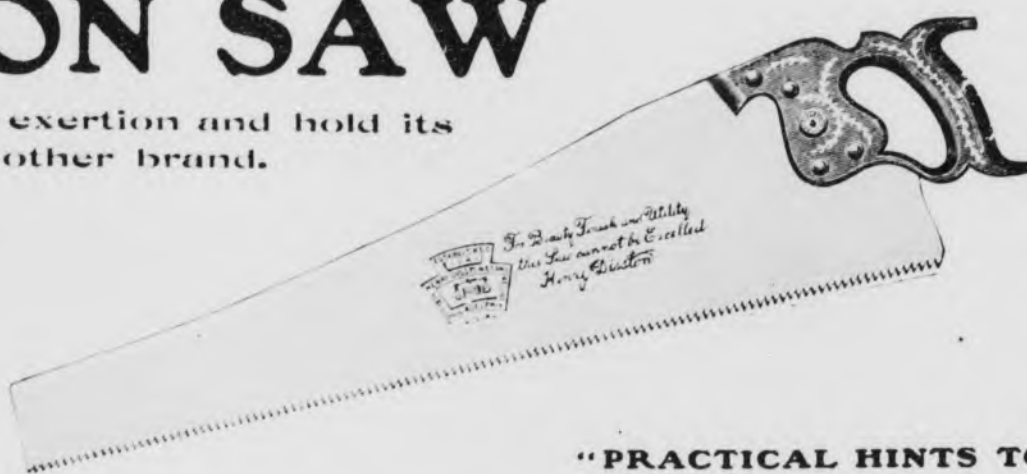 ON SAW
exertion and hold its
other brand.
For Beauty Finish and Utility
this Saw cannot be Excelled
Henry Disston
"PRACTICAL HINTS TO